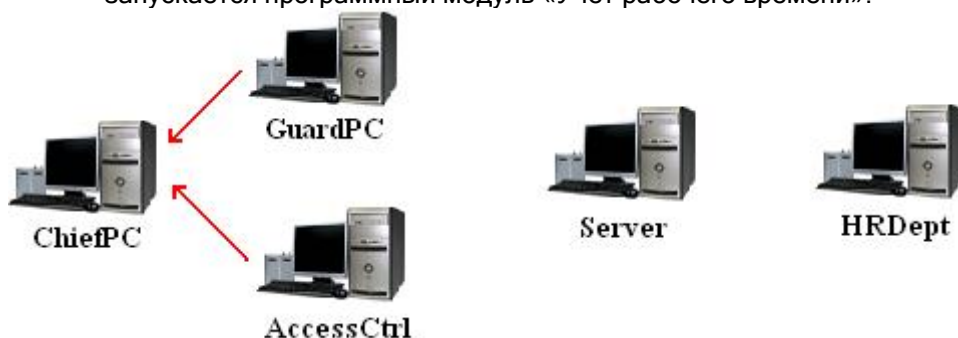 запускается программный модуль «Учет рабочего времени».
GuardPC
ChiefPC
Server
HRDept
AccessCtrl